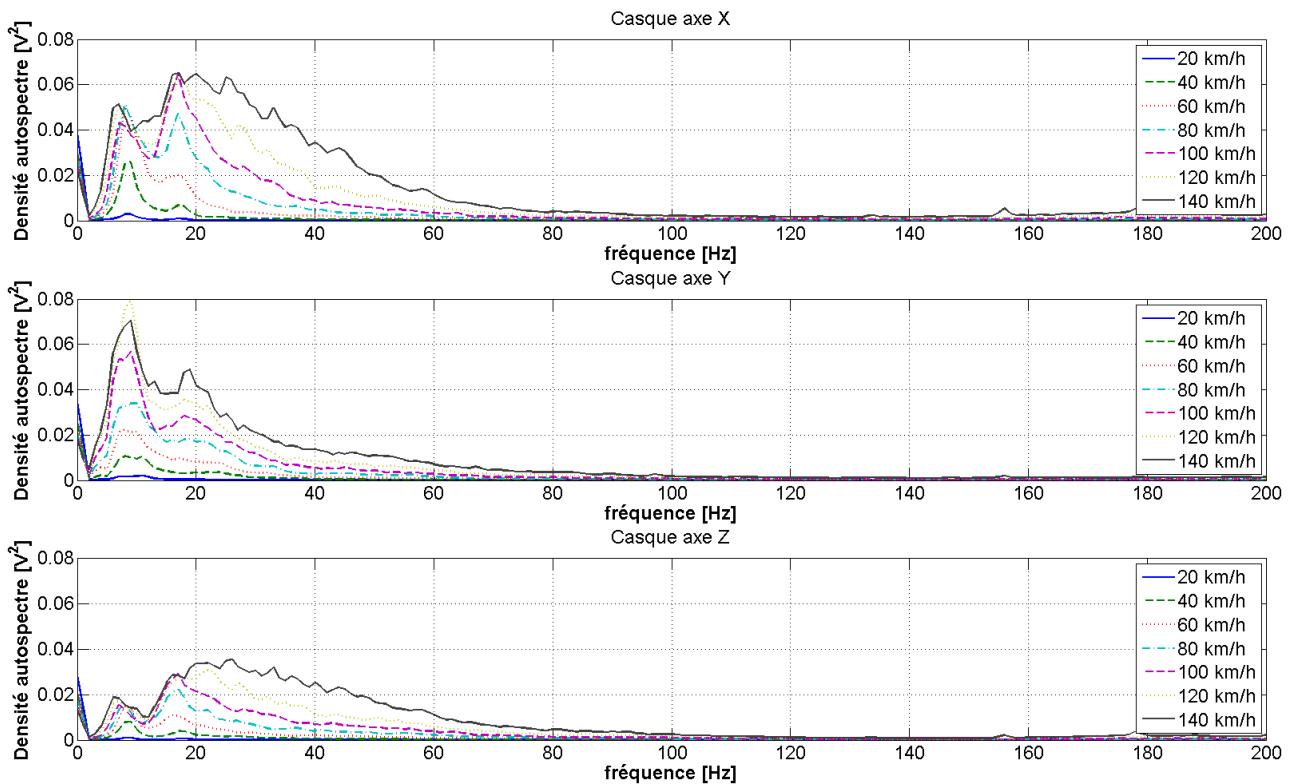 Casque axe X
Densité autospectre [V²]
0.08
0.06
0.04
0.02
0
0 20 40 60 80 100 120 140 160 180 200
fréquence [Hz]
20 km/h
40 km/h
60 km/h
80 km/h
100 km/h
120 km/h
140 km/h
Casque axe Y
Densité autospectre [V²]
0.08
0.06
0.04
0.02
0
0 20 40 60 80 100 120 140 160 180 200
fréquence [Hz]
20 km/h
40 km/h
60 km/h
80 km/h
100 km/h
120 km/h
140 km/h
Casque axe Z
Densité autospectre [V²]
0.08
0.06
0.04
0.02
0
0 20 40 60 80 100 120 140 160 180 200
fréquence [Hz]
20 km/h
40 km/h
60 km/h
80 km/h
100 km/h
120 km/h
140 km/h